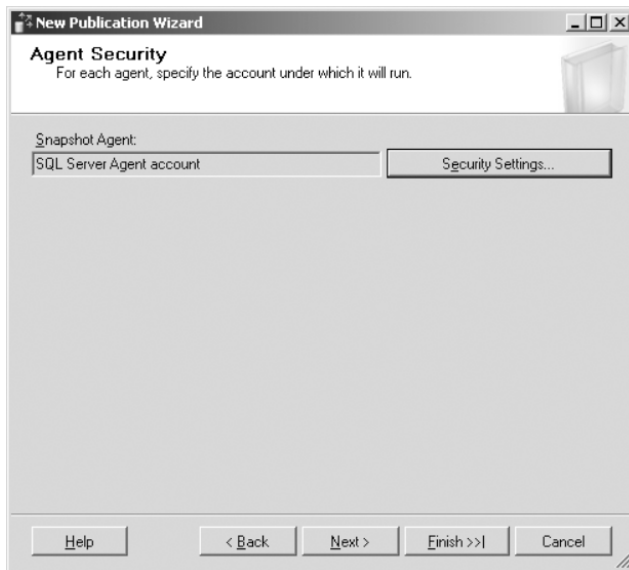 New Publication Wizard
Agent Security
For each agent, specify the account under which it will run.
Snapshot Agent:
SQL Server Agent account
Security Settings...
Help
< Back
Next >
Finish >>|
Cancel